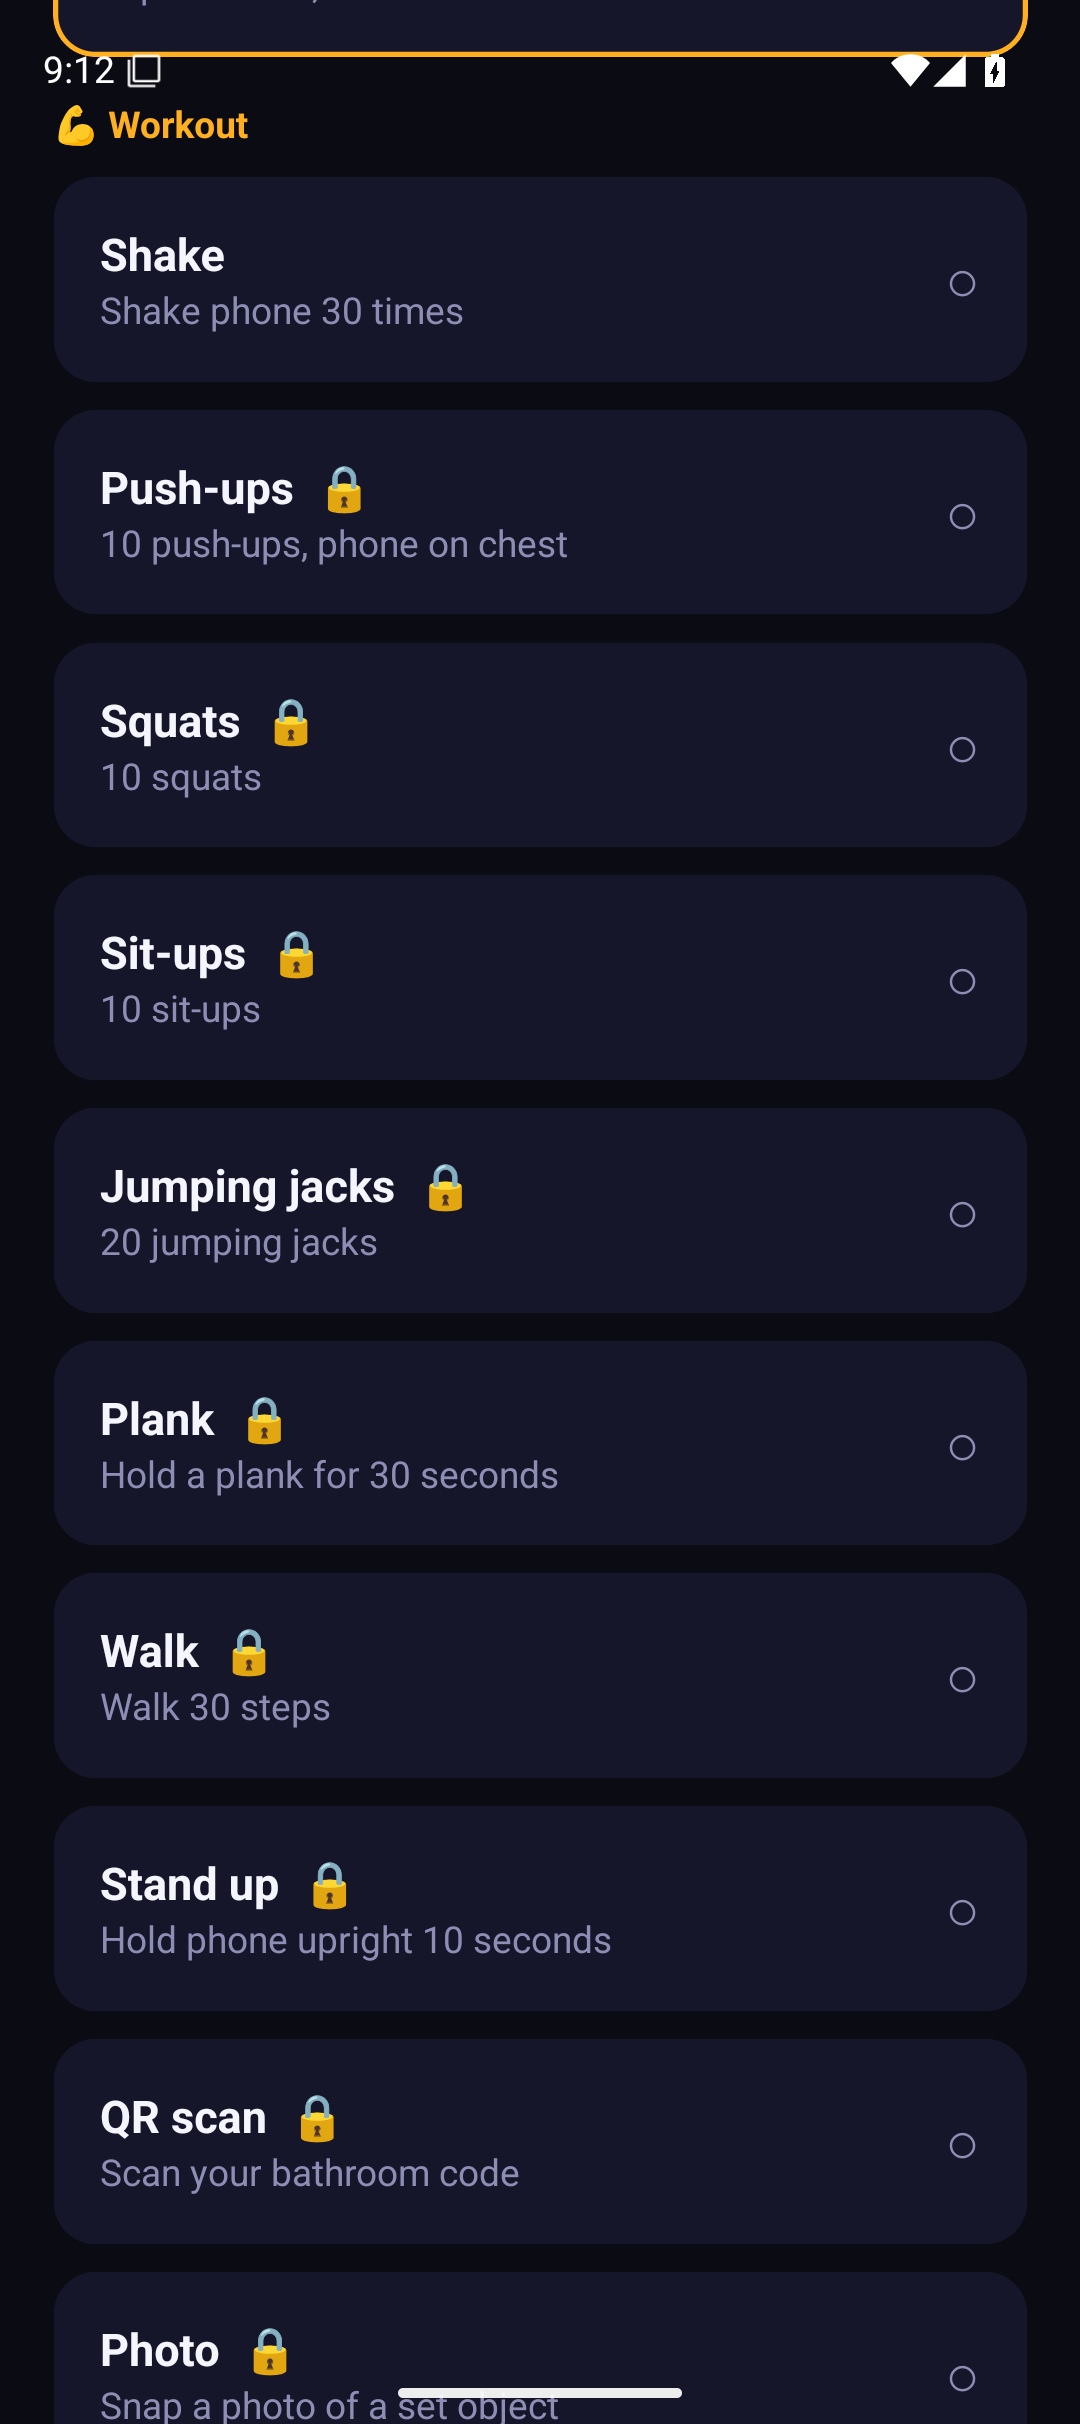 9:12
💪 Workout
Shake
Shake phone 30 times
Push-ups 🔒
10 push-ups, phone on chest
Squats 🔒
10 squats
Sit-ups 🔒
10 sit-ups
Jumping jacks 🔒
20 jumping jacks
Plank 🔒
Hold a plank for 30 seconds
Walk 🔒
Walk 30 steps
Stand up 🔒
Hold phone upright 10 seconds
QR scan 🔒
Scan your bathroom code
Photo 🔒
Snap a photo of a set object